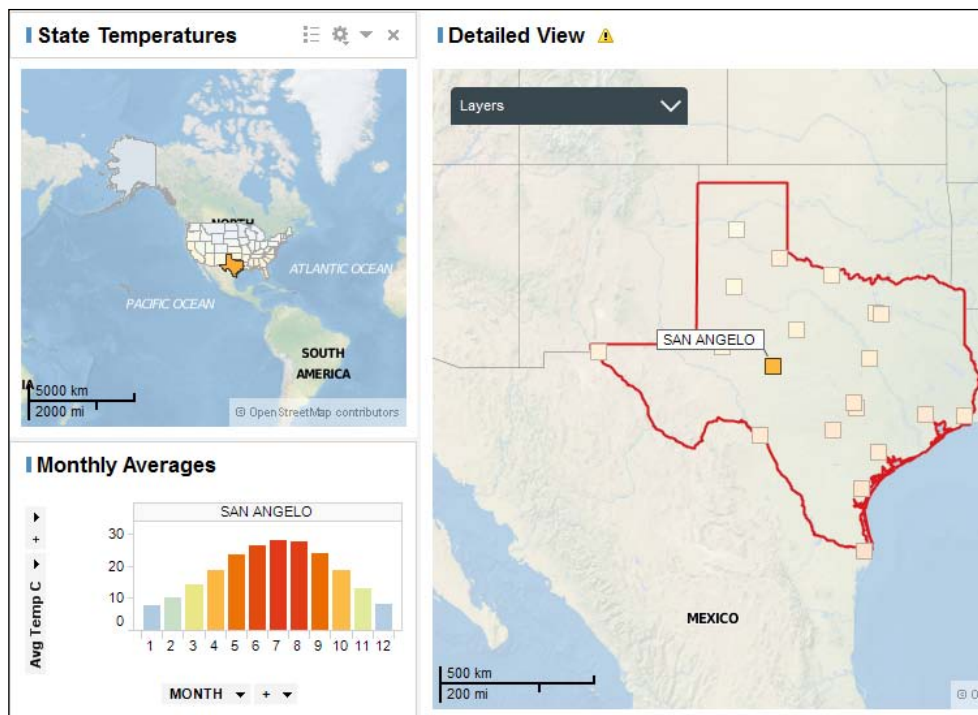 State Temperatures
NORTH
ATLANTIC OCEAN
PACIFIC OCEAN
SOUTH
AMERICA
IA
5000 km
2000 mi
© OpenStreetMap contributors
Monthly Averages
SAN ANGELO
Avg Temp C
+
30
20
10
0
1 2 3 4 5 6 7 8 9 10 11 12
MONTH +
Detailed View
Layers
SAN ANGELO
MEXICO
500 km
200 mi
© O